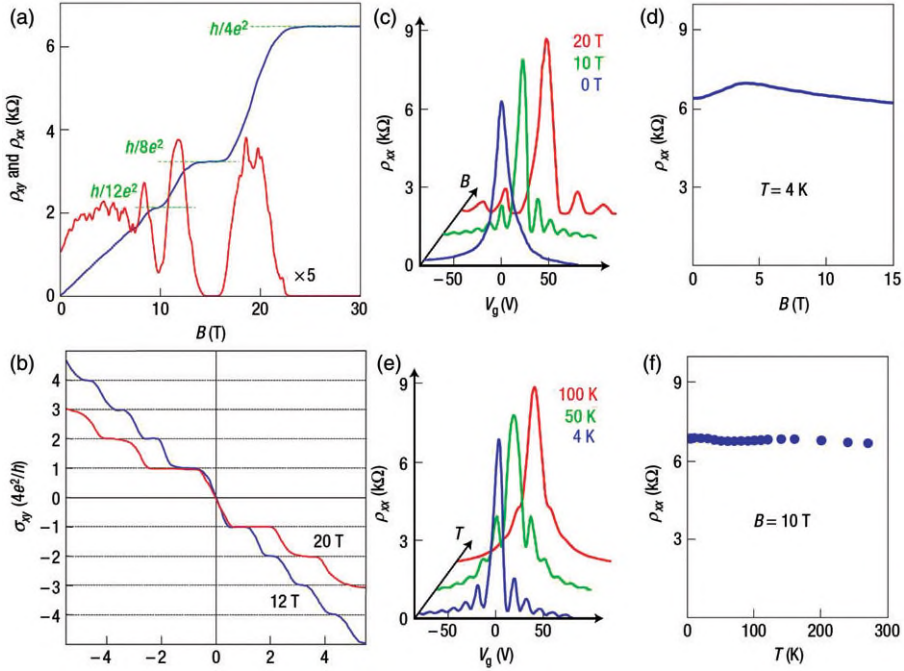 (a)
h/4e²
h/8e²
h/12e²
×5
ρxy and ρxx (kΩ)
6
4
2
0
0 10 20 30
B (T)
(c)
20 T
10 T
0 T
B
ρxx (kΩ)
9
6
3
0
−50 0 50
Vg (V)
(d)
T = 4 K
ρxx (kΩ)
9
6
3
0 5 10 15
B (T)
(b)
20 T
12 T
σxy (4e²/h)
4
3
2
1
0
−1
−2
−3
−4
−4 −2 0 2 4
(e)
100 K
50 K
4 K
T
ρxx (kΩ)
9
6
3
0
−50 0 50
Vg (V)
(f)
B = 10 T
ρxx (kΩ)
9
6
3
0 100 200 300
T (K)